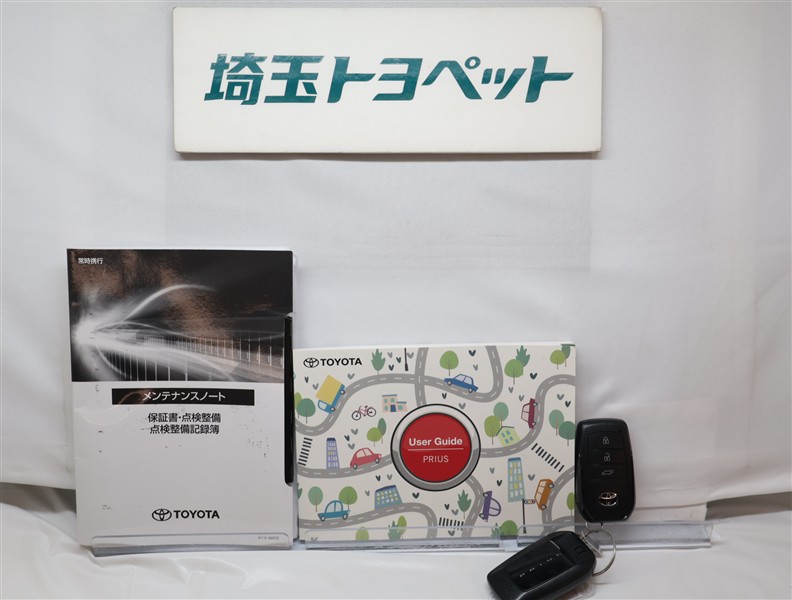 埼玉トヨペット
常時携行
メンテナンスノート
保証書・点検整備
点検整備記録簿
TOYOTA
TOYOTA
User Guide
PRIUS
PRIUS